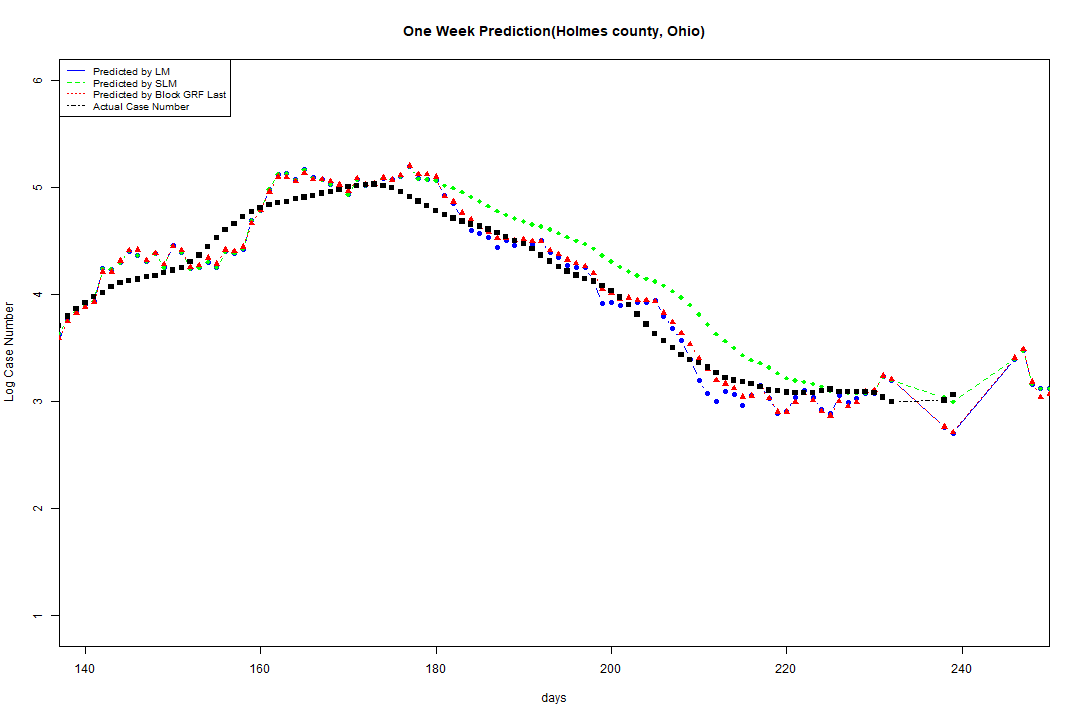 One Week Prediction(Holmes county, Ohio)
Predicted by LM
Predicted by SLM
Predicted by Block GRF Last
Actual Case Number
6
5
4
3
2
1
Log Case Number
140 160 180 200 220 240
days